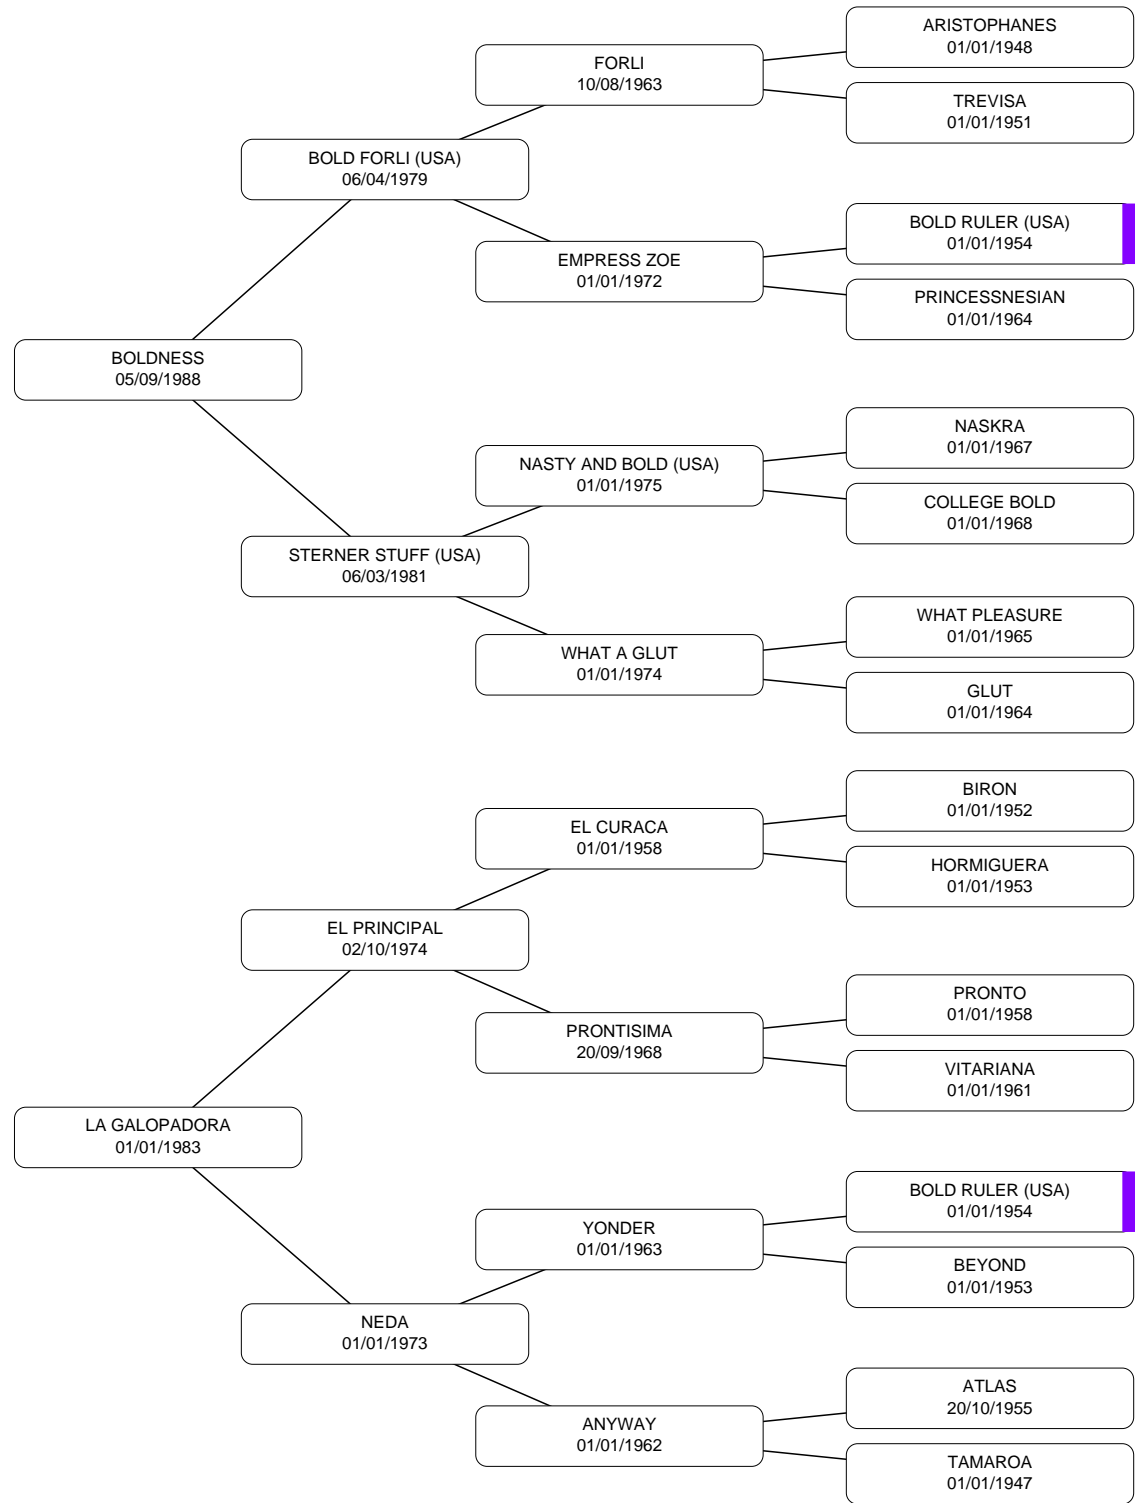 ARISTOPHANES
01/01/1948
FORLI
10/08/1963
TREVISA
01/01/1951
BOLD FORLI (USA)
06/04/1979
BOLD RULER (USA)
01/01/1954
EMPRESS ZOE
01/01/1972
PRINCESSNESIAN
01/01/1964
BOLDNESS
05/09/1988
NASKRA
01/01/1967
NASTY AND BOLD (USA)
01/01/1975
COLLEGE BOLD
01/01/1968
STERNER STUFF (USA)
06/03/1981
WHAT PLEASURE
01/01/1965
WHAT A GLUT
01/01/1974
GLUT
01/01/1964
BIRON
01/01/1952
EL CURACA
01/01/1958
HORMIGUERA
01/01/1953
EL PRINCIPAL
02/10/1974
PRONTO
01/01/1958
PRONTISIMA
20/09/1968
VITARIANA
01/01/1961
LA GALOPADORA
01/01/1983
BOLD RULER (USA)
01/01/1954
YONDER
01/01/1963
BEYOND
01/01/1953
NEDA
01/01/1973
ATLAS
20/10/1955
ANYWAY
01/01/1962
TAMAROA
01/01/1947